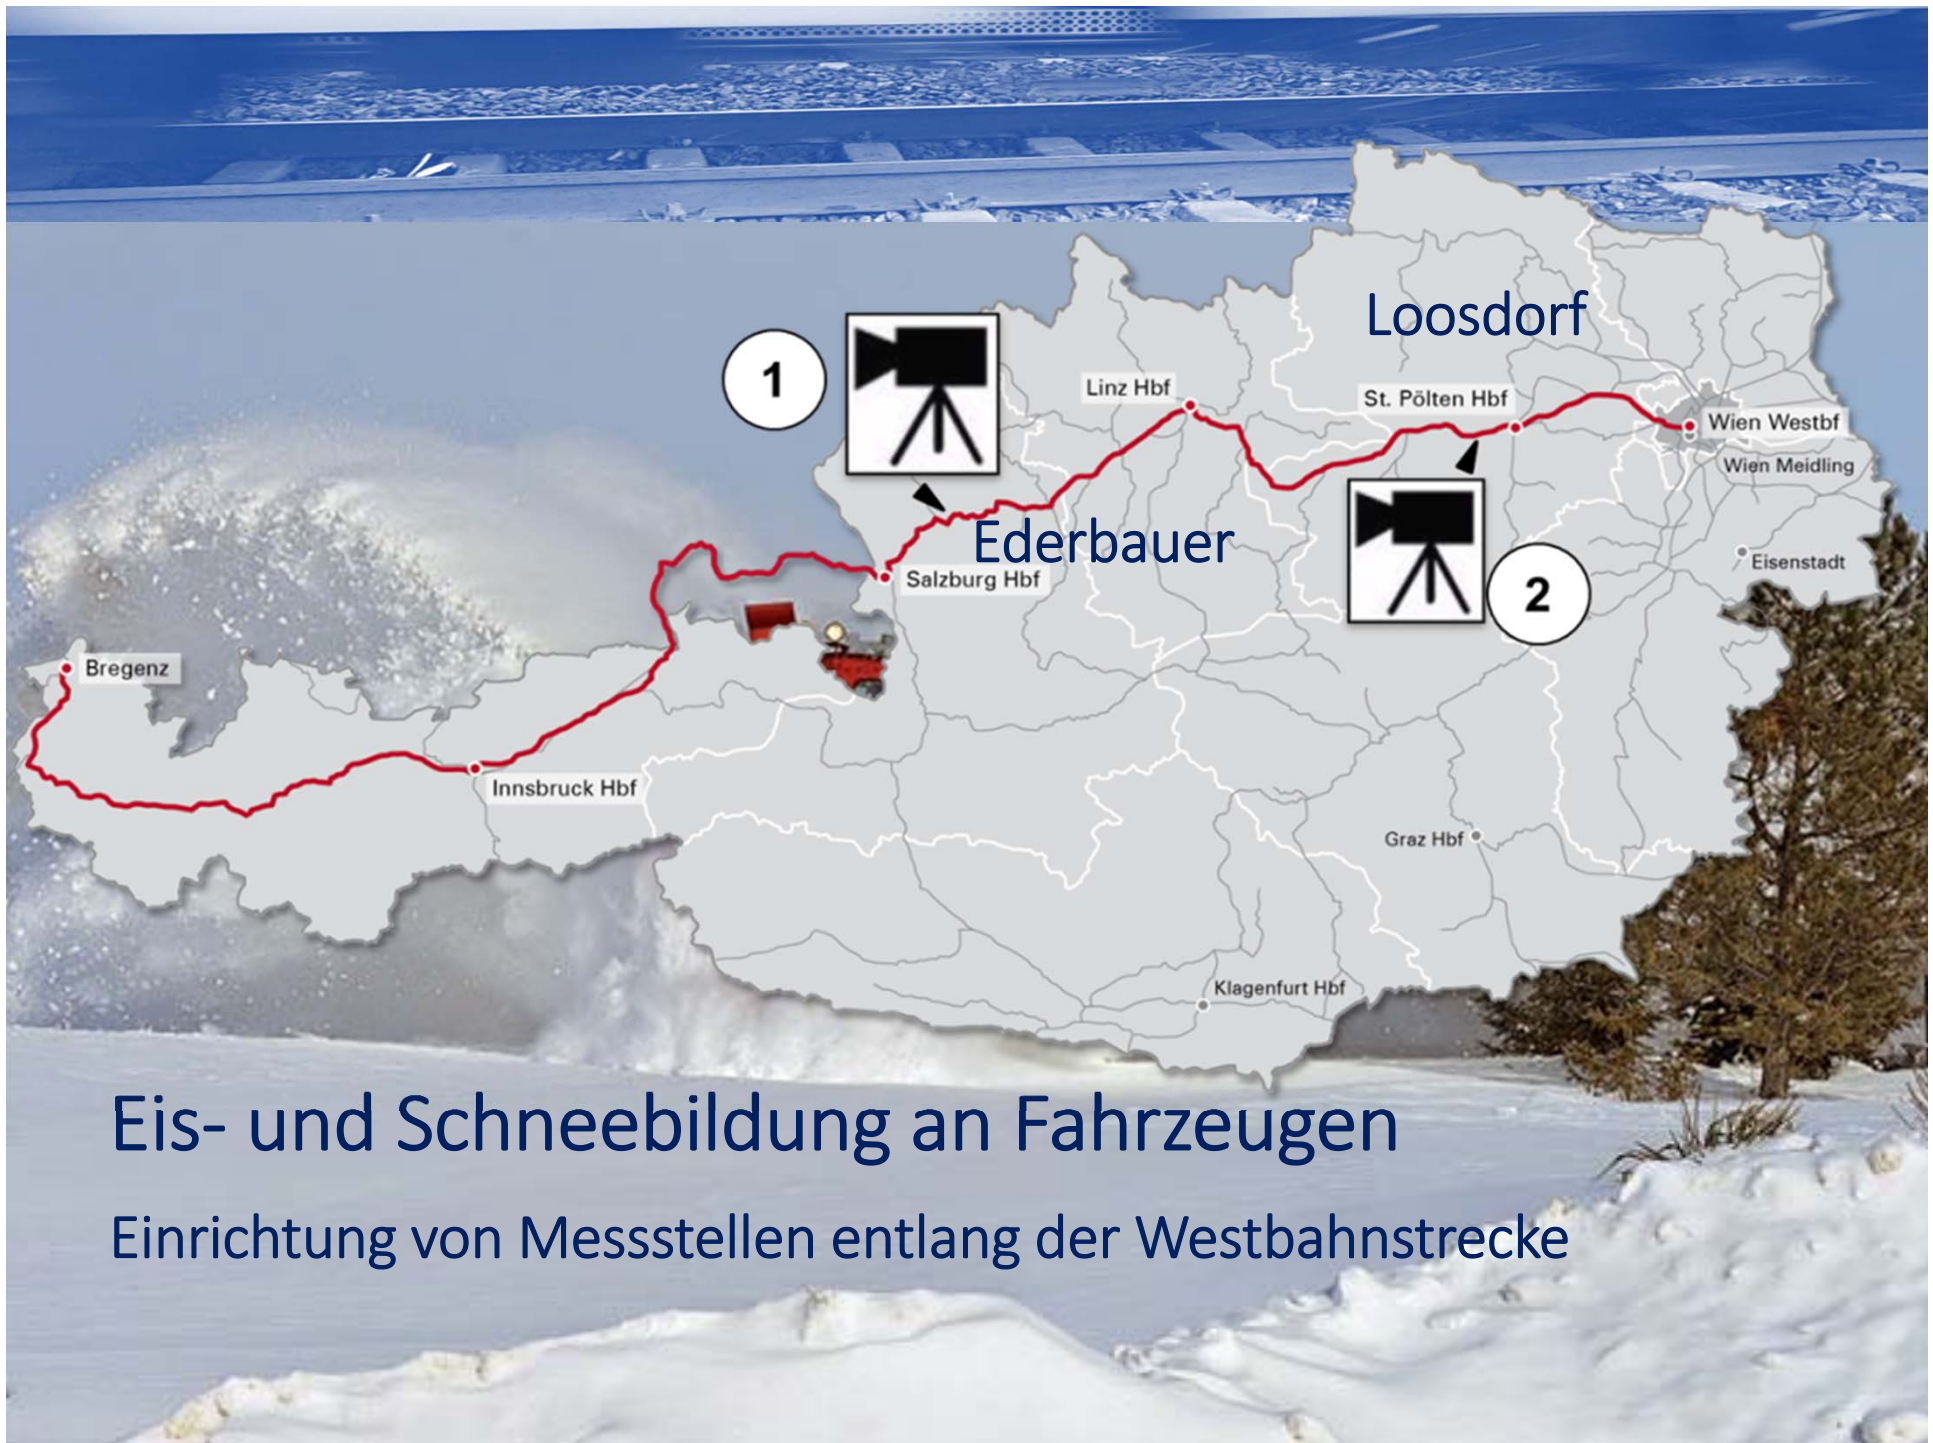 Loosdorf
1
Linz Hbf
St. Pölten Hbf
Wien Westbf
Wien Meidling
Ederbauer
Salzburg Hbf
Eisenstadt
2
Bregenz
Innsbruck Hbf
Graz Hbf
Klagenfurt Hbf
Eis- und Schneebildung an Fahrzeugen
Einrichtung von Messstellen entlang der Westbahnstrecke